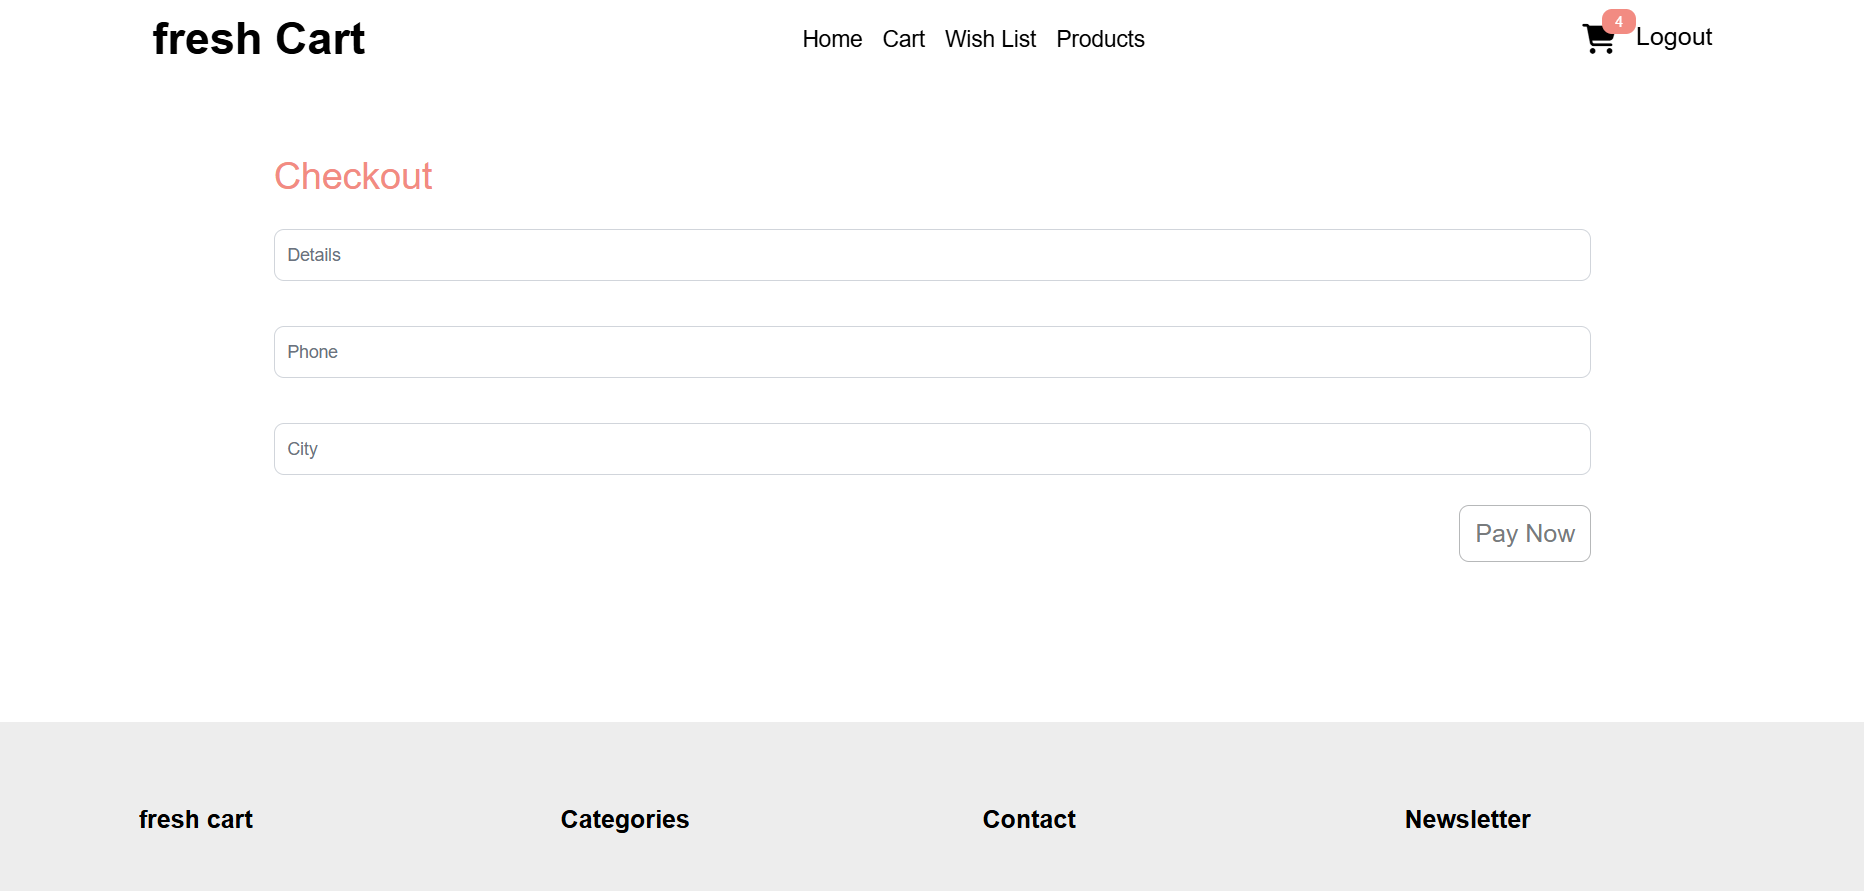 fresh Cart
Home Cart Wish List Products
4
Logout
Checkout
Details
Phone
City
Pay Now
fresh cart
Categories
Contact
Newsletter